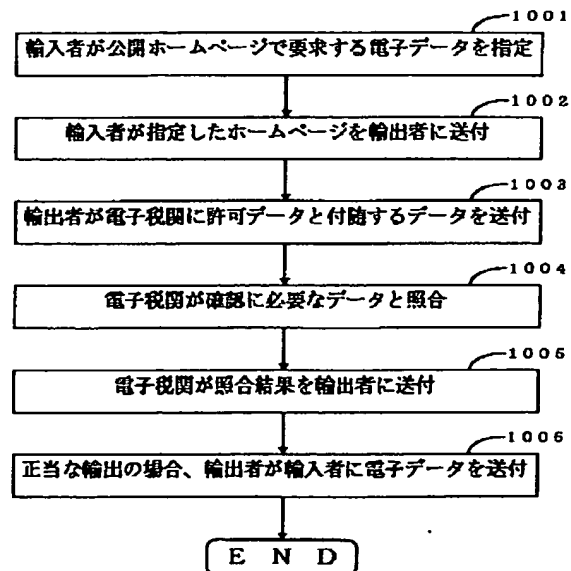 1001
輸入者が公開ホームページで要求する電子データを指定
1002
輸入者が指定したホームページを輸出者に送付
1003
輸出者が電子税関に許可データと付随するデータを送付
1004
電子税関が確認に必要なデータと照合
1005
電子税関が照合結果を輸出者に送付
1006
正当な輸出の場合、輸出者が輸入者に電子データを送付
END